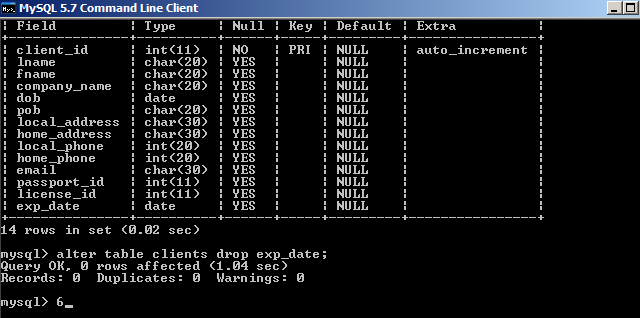 MySQL 5.7 Command Line Client
| Field | Type | Null | Key | Default | Extra |
| client_id | int(11) | NO | PRI | NULL | auto_increment |
| lname | char(20) | YES | | NULL | |
| fname | char(20) | YES | | NULL | |
| company_name | char(20) | YES | | NULL | |
| dob | date | YES | | NULL | |
| pob | char(20) | YES | | NULL | |
| local_address | char(30) | YES | | NULL | |
| home_address | char(30) | YES | | NULL | |
| local_phone | int(20) | YES | | NULL | |
| home_phone | int(20) | YES | | NULL | |
| email | char(30) | YES | | NULL | |
| passport_id | int(11) | YES | | NULL | |
| license_id | int(11) | YES | | NULL | |
| exp_date | date | YES | | NULL | |
14 rows in set (0.02 sec)
mysql> alter table clients drop exp_date;
Query OK, 0 rows affected (1.04 sec)
Records: 0  Duplicates: 0  Warnings: 0
mysql> 6_